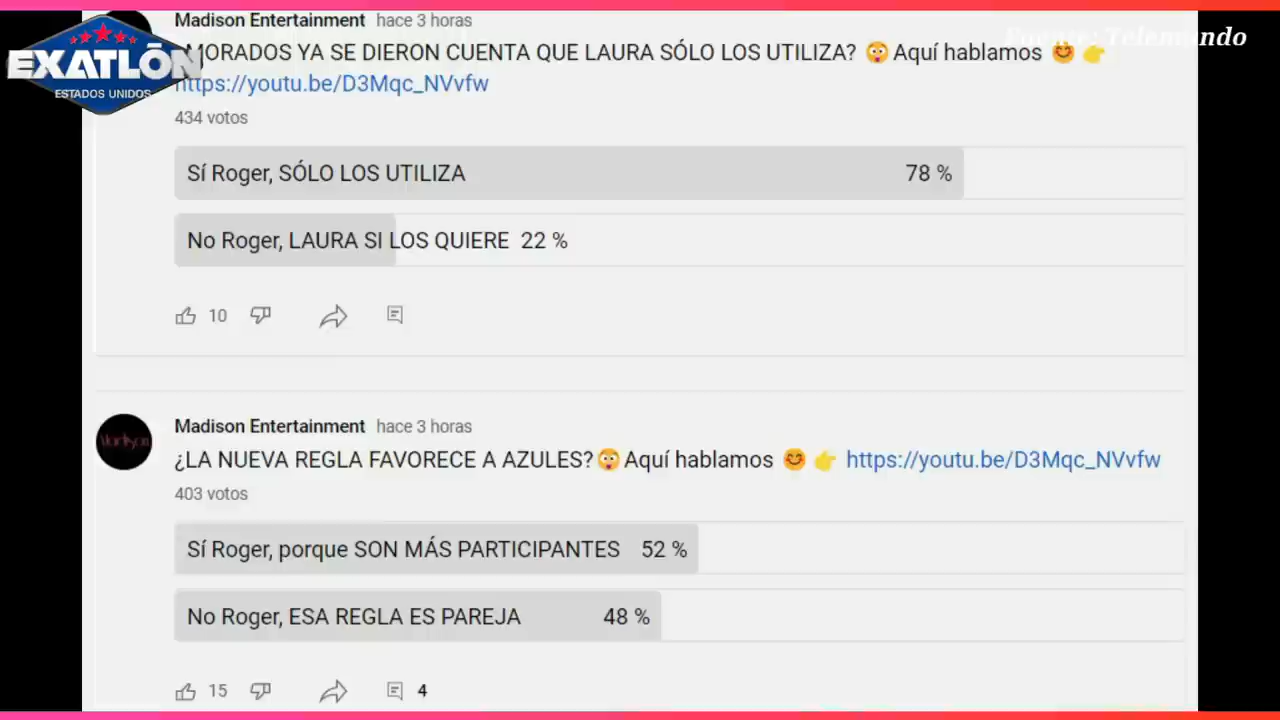 Madison Entertainment hace 3 horas
EXATLÓN
ESTADOS UNIDOS
Fuente: Telemundo
MORADOS YA SE DIERON CUENTA QUE LAURA SÓLO LOS UTILIZA? 😳 Aquí hablamos 😊 👉
https://youtu.be/D3Mqc_NVvfw
434 votos
Sí Roger, SÓLO LOS UTILIZA 78 %
No Roger, LAURA SI LOS QUIERE 22 %
10
Madison Entertainment hace 3 horas
¿LA NUEVA REGLA FAVORECE A AZULES? 😳 Aquí hablamos 😊 👉 https://youtu.be/D3Mqc_NVvfw
403 votos
Sí Roger, porque SON MÁS PARTICIPANTES 52 %
No Roger, ESA REGLA ES PAREJA 48 %
15 4